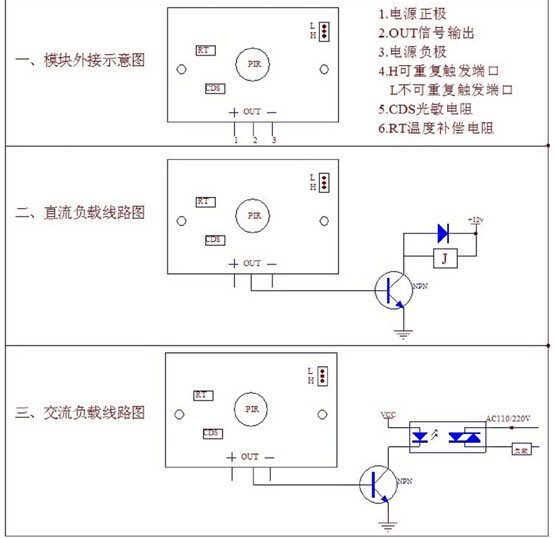 一、模块外接示意图
L
H
RT
PIR
CDS
+ OUT −
1 2 3
1.电源正极
2.OUT信号输出
3.电源负极
4.H可重复触发端口
L不可重复触发端口
5.CDS光敏电阻
6.RT温度补偿电阻
二、直流负载线路图
L
H
RT
PIR
CDS
+ OUT −
+12v
J
NPN
三、交流负载线路图
L
H
RT
PIR
CDS
+ OUT −
VCC
AC110/220V
负载
NPN